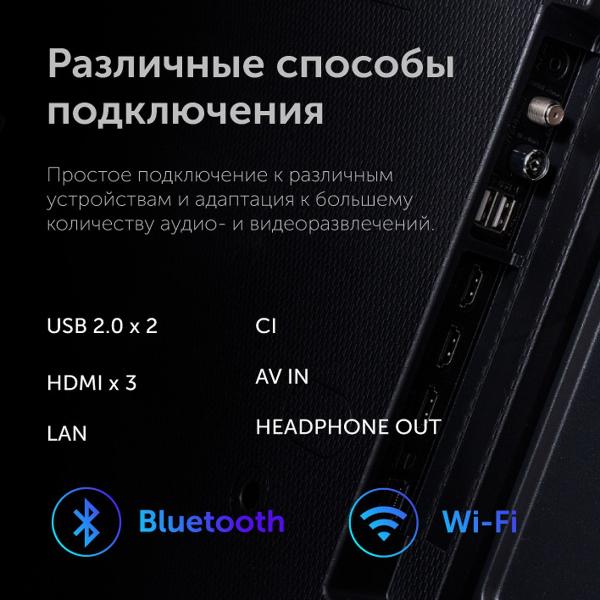 Различные способы
подключения
Простое подключение к различным
устройствам и адаптация к большему
количеству аудио- и видеоразвлечений.
USB 2.0 x 2
CI
HDMI x 3
AV IN
LAN
HEADPHONE OUT
Bluetooth
Wi-Fi